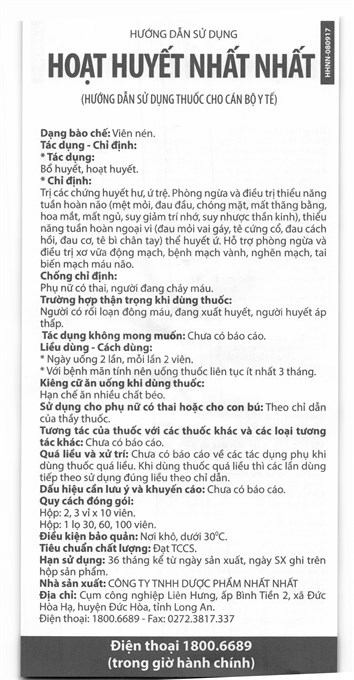 HƯỚNG DẪN SỬ DỤNG
HHNN-080917
HOẠT HUYẾT NHẤT NHẤT
(HƯỚNG DẪN SỬ DỤNG THUỐC CHO CÁN BỘ Y TẾ)
Dạng bào chế: Viên nén.
Tác dụng - Chỉ định:
* Tác dụng:
Bổ huyết, hoạt huyết.
* Chỉ định:
Trị các chứng huyết hư, ứ trệ. Phòng ngừa và điều trị thiểu năng
tuần hoàn não (mệt mỏi, đau đầu, chóng mặt, mất thăng bằng,
hoa mắt, mất ngủ, suy giảm trí nhớ, suy nhược thần kinh), thiểu
năng tuần hoàn ngoại vi (đau mỏi vai gáy, tê cứng cổ, đau cách
hồi, đau cơ, tê bì chân tay) thể huyết ứ. Hỗ trợ phòng ngừa và
điều trị xơ vữa động mạch, bệnh mạch vành, nghẽn mạch, tai
biến mạch máu não.
Chống chỉ định:
Phụ nữ có thai, người đang chảy máu.
Trường hợp thận trọng khi dùng thuốc:
Người có rối loạn đông máu, đang xuất huyết, người huyết áp
thấp.
Tác dụng không mong muốn: Chưa có báo cáo.
Liều dùng - Cách dùng:
* Ngày uống 2 lần, mỗi lần 2 viên.
* Với bệnh mãn tính nên uống thuốc liên tục ít nhất 3 tháng.
Kiêng cữ ăn uống khi dùng thuốc:
Hạn chế ăn nhiều chất béo.
Sử dụng cho phụ nữ có thai hoặc cho con bú: Theo chỉ dẫn
của thầy thuốc.
Tương tác của thuốc với các thuốc khác và các loại tương
tác khác: Chưa có báo cáo.
Quá liều và xử trí: Chưa có báo cáo về các tác dụng phụ khi
dùng thuốc quá liều. Khi dùng thuốc quá liều thì các lần dùng
tiếp theo sử dụng đúng liều theo chỉ dẫn.
Dấu hiệu cần lưu ý và khuyến cáo: Chưa có báo cáo.
Quy cách đóng gói:
Hộp: 2, 3 vỉ x 10 viên.
Hộp: 1 lọ 30, 60, 100 viên.
Điều kiện bảo quản: Nơi khô, dưới 30°C.
Tiêu chuẩn chất lượng: Đạt TCCS.
Hạn sử dụng: 36 tháng kể từ ngày sản xuất, ngày SX ghi trên
hộp sản phẩm.
Nhà sản xuất: CÔNG TY TNHH DƯỢC PHẨM NHẤT NHẤT
Địa chỉ: Cụm công nghiệp Liên Hưng, ấp Bình Tiền 2, xã Đức
Hòa Hạ, huyện Đức Hòa, tỉnh Long An.
Điện thoại: 1800.6689 - Fax: 0272.3817.337
Điện thoại 1800.6689
(trong giờ hành chính)